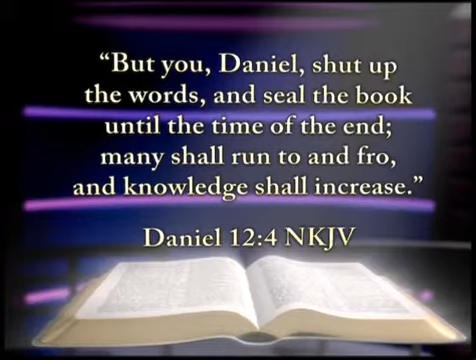 “But you, Daniel, shut up
the words, and seal the book
until the time of the end;
many shall run to and fro,
and knowledge shall increase.”
Daniel 12:4 NKJV